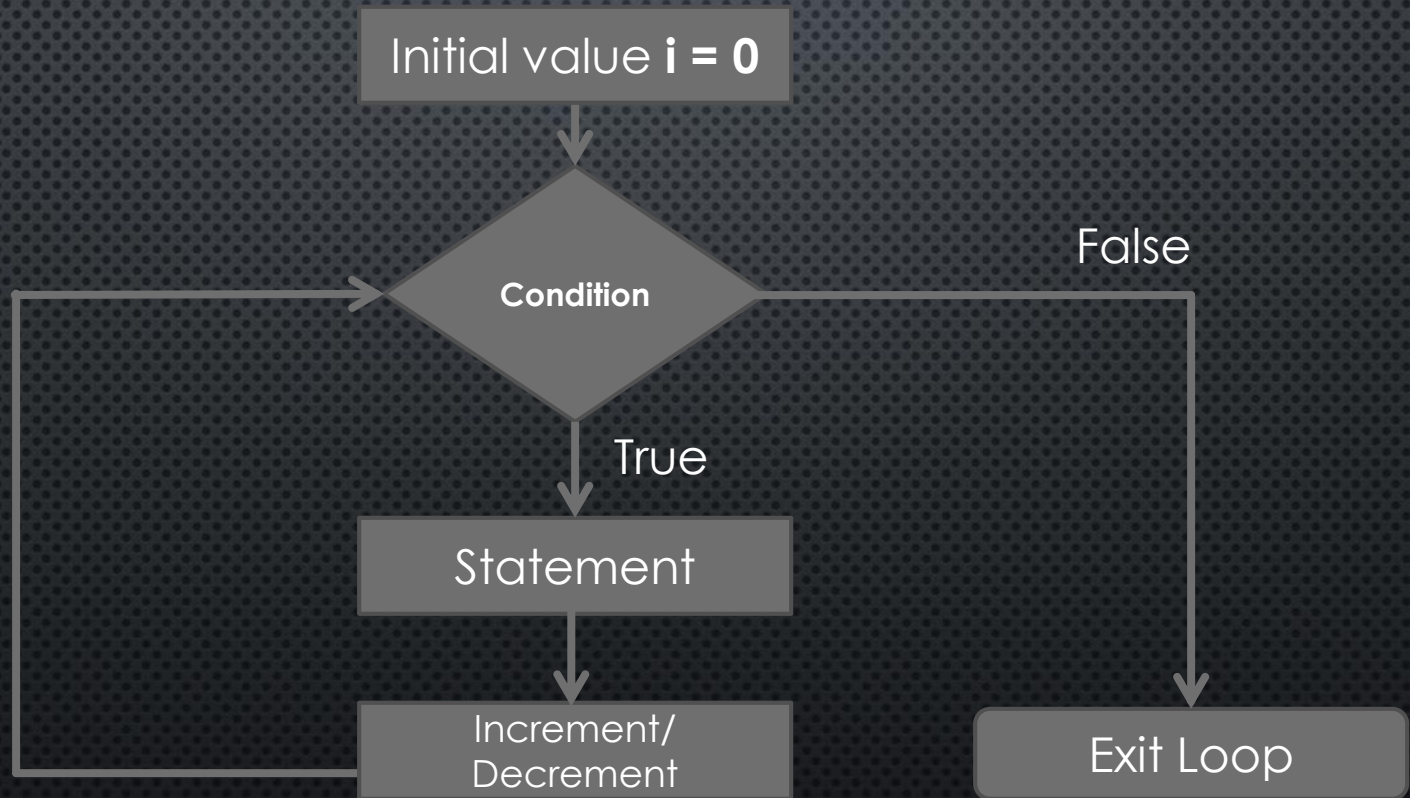 Initial value i = 0
False
Condition
True
Statement
Increment/
Decrement
Exit Loop